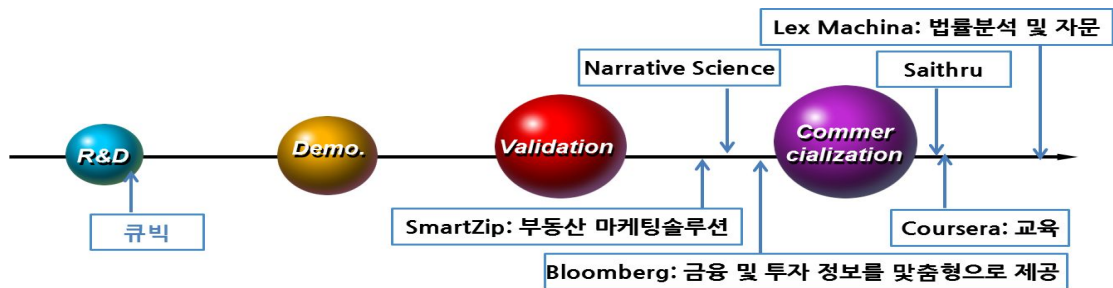 Lex Machina: 법률분석 및 자문
Narrative Science
Saithru
R&D
Demo.
Validation
Commer
cialization
큐빅
SmartZip: 부동산 마케팅솔루션
Coursera: 교육
Bloomberg: 금융 및 투자 정보를 맟춤형으로 제공